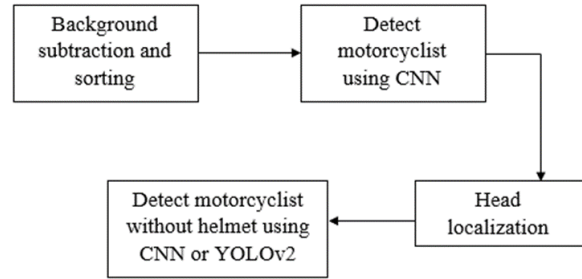 Background
subtraction and
sorting
Detect
motorcyclist
using CNN
Head
localization
Detect motorcyclist
without helmet using
CNN or YOLOv2